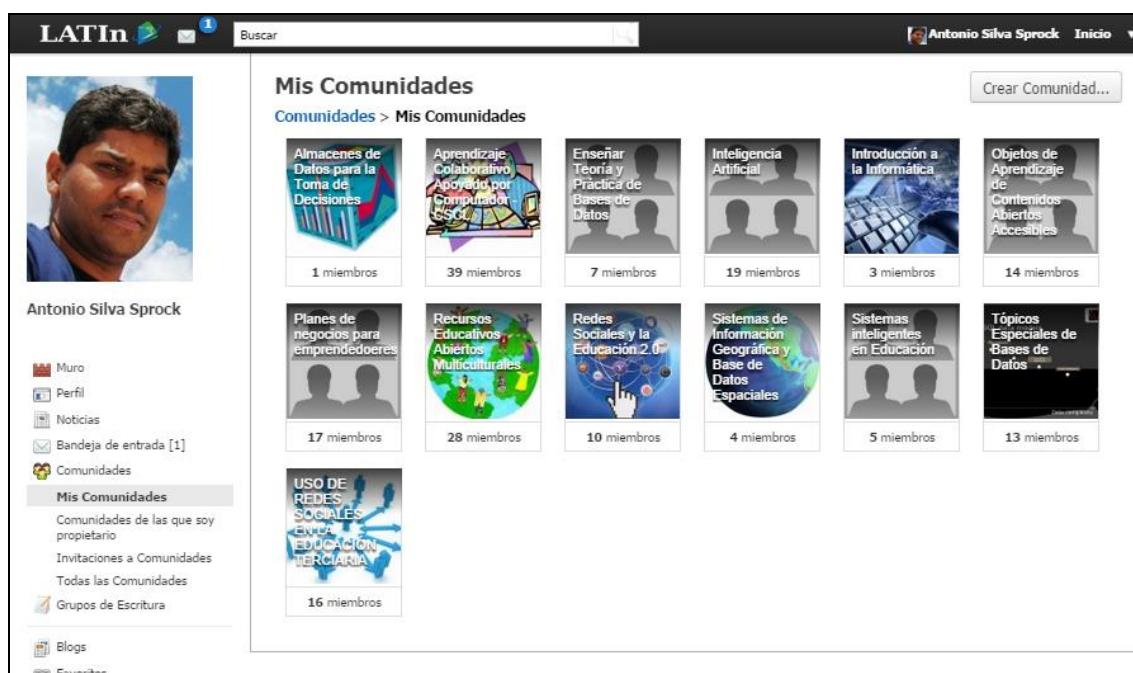 LATIn
1
Buscar
Antonio Silva Sprock Inicio
Mis Comunidades
Crear Comunidad...
Comunidades > Mis Comunidades
Almacenes de
Datos para la
Toma de
Decisiones
1 miembros
Aprendizaje
Colaborativo
Apoyado por
Computador -
CSCL
39 miembros
Enseñar
Teoría y
Práctica de
Bases de
Datos
7 miembros
Inteligencia
Artificial
19 miembros
Introducción a
la Informática
3 miembros
Objetos de
Aprendizaje
de
Contenidos
Abiertos
Accesibles
14 miembros
Planes de
negocios para
emprendedoeres
17 miembros
Recursos
Educativos
Abiertos
Multiculturales
28 miembros
Redes
Sociales y la
Educación 2.0
10 miembros
Sistemas de
Información
Geográfica y
Base de
Datos
Espaciales
4 miembros
Sistemas
inteligentes
en Educación
5 miembros
Tópicos
Especiales de
Bases de
Datos
13 miembros
USO DE
REDES
SOCIALES
EN LA
EDUCACION
TERCIARIA
16 miembros
Antonio Silva Sprock
Muro
Perfil
Noticias
Bandeja de entrada [1]
Comunidades
Mis Comunidades
Comunidades de las que soy
propietario
Invitaciones a Comunidades
Todas las Comunidades
Grupos de Escritura
Blogs